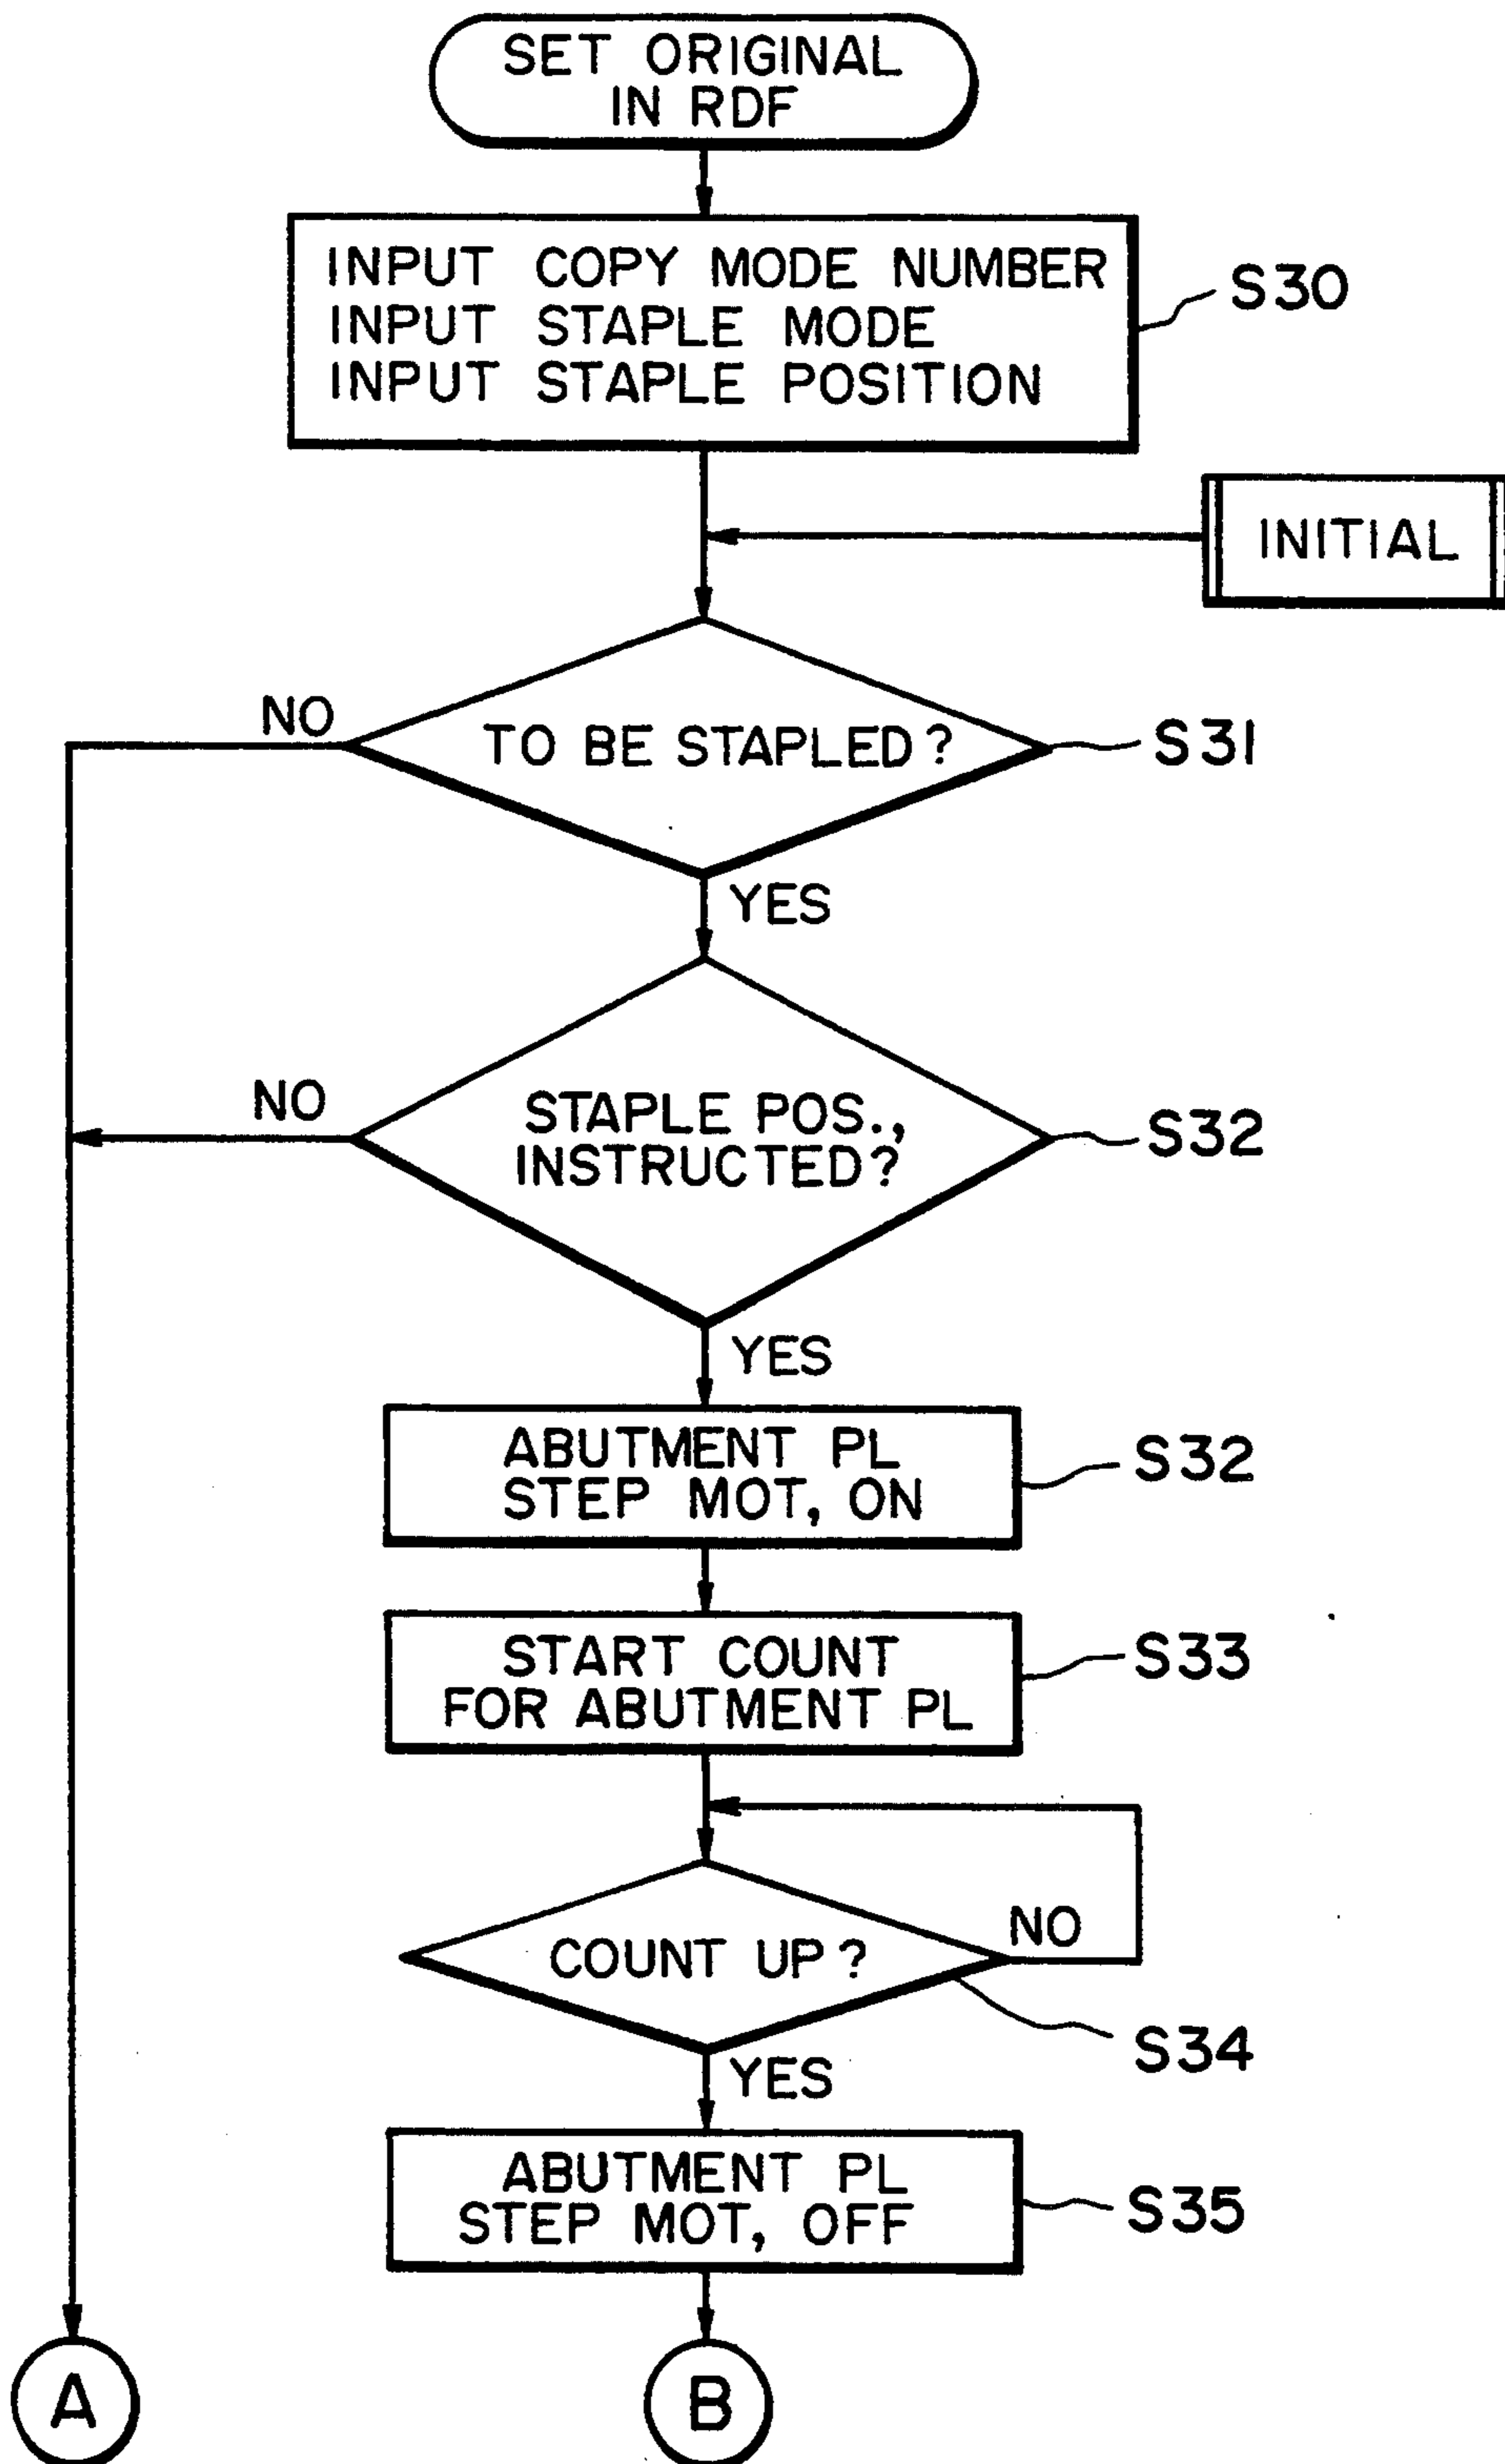 SET ORIGINAL
IN RDF
INPUT COPY MODE NUMBER
INPUT STAPLE MODE
INPUT STAPLE POSITION
S30
INITIAL
NO
TO BE STAPLED?
S31
YES
NO
STAPLE POS.,
INSTRUCTED?
S32
YES
ABUTMENT PL
STEP MOT, ON
S32
START COUNT
FOR ABUTMENT PL
S33
COUNT UP?
NO
S34
YES
ABUTMENT PL
STEP MOT, OFF
S35
A
B